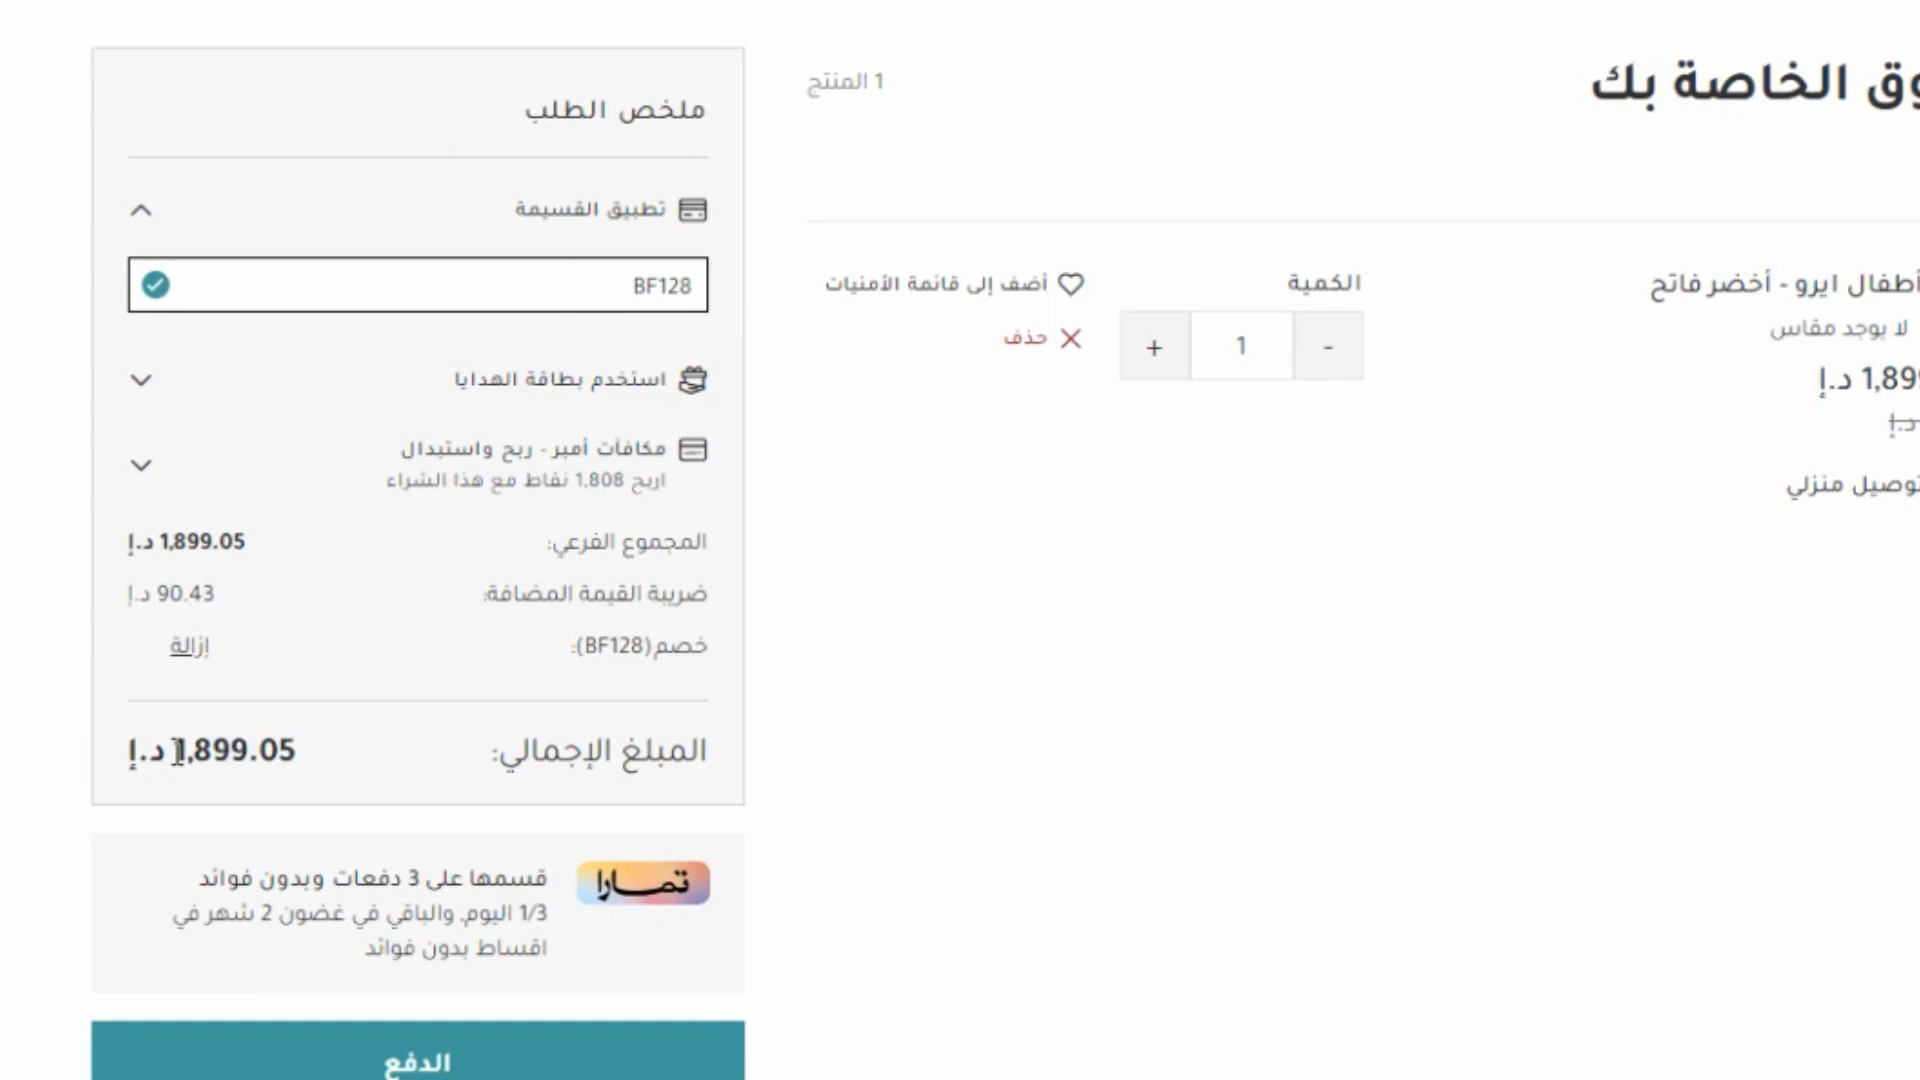 وق الخاصة بك
1 المنتج
أطفال ايرو - أخضر فاتح
لا يوجد مقاس
1,899 د.إ
د.إ
توصيل منزلي
الكمية
- 1 +
أضف إلى قائمة الأمنيات
حذف
ملخص الطلب
تطبيق القسيمة
BF128
استخدم بطاقة الهدايا
مكافآت أمبر - ربح واستبدال
اربح 1,808 نقاط مع هذا الشراء
المجموع الفرعي: 1,899.05 د.إ
ضريبة القيمة المضافة: 90.43 د.إ
خصم(BF128): إزالة
المبلغ الإجمالي: 1,899.05 د.إ
تمارا
قسمها على 3 دفعات وبدون فوائد
1/3 اليوم, والباقي في غضون 2 شهر في
اقساط بدون فوائد
الدفع